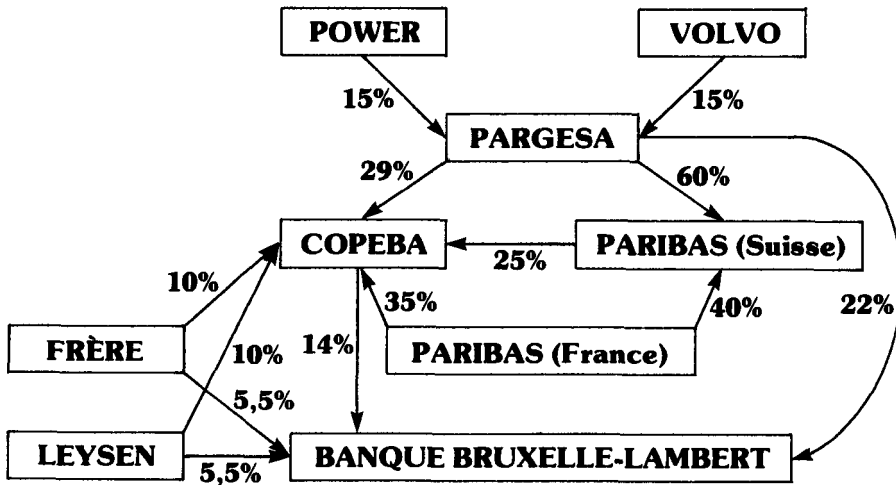 POWER
VOLVO
15%
15%
PARGESA
29%
60%
COPEBA
PARIBAS (Suisse)
25%
10%
35%
40%
22%
FRÈRE
10%
14%
PARIBAS (France)
5,5%
LEYSEN
5,5%
BANQUE BRUXELLE-LAMBERT